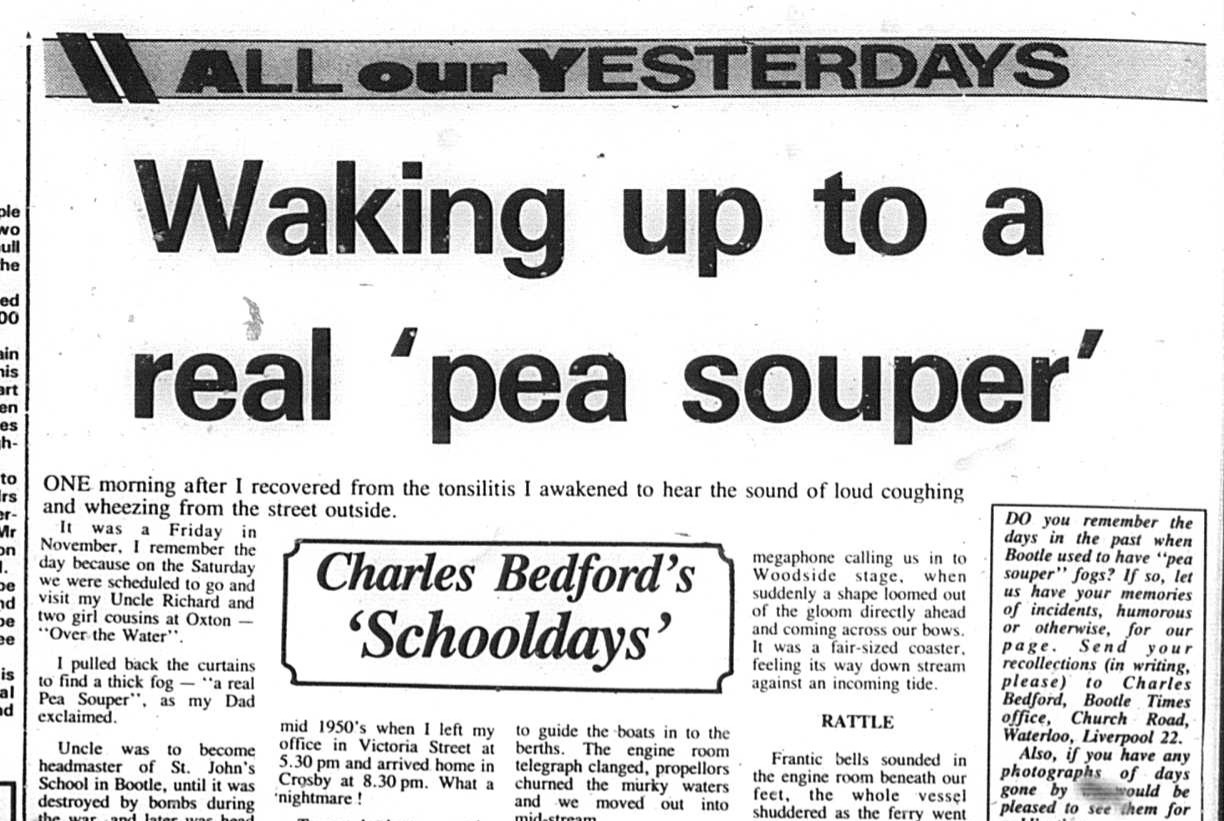 ALL our YESTERDAYS
Waking up to a
real ‘pea souper’
ONE morning after I recovered from the tonsilitis I awakened to hear the sound of loud coughing
and wheezing from the street outside.
It was a Friday in
November, I remember the
day because on the Saturday
we were scheduled to go and
visit my Uncle Richard and
two girl cousins at Oxton —
“Over the Water”.
I pulled back the curtains
to find a thick fog — “a real
Pea Souper”, as my Dad
exclaimed.
Uncle was to become
headmaster of St. John’s
School in Bootle, until it was
destroyed by bombs during
the war, and later was head
Charles Bedford’s
‘Schooldays’
mid 1950’s when I left my
office in Victoria Street at
5.30 pm and arrived home in
Crosby at 8.30 pm. What a
nightmare !
to guide the boats in to the
berths. The engine room
telegraph clanged, propellors
churned the murky waters
and we moved out into
mid-stream
megaphone calling us in to
Woodside stage, when
suddenly a shape loomed out
of the gloom directly ahead
and coming across our bows.
It was a fair-sized coaster,
feeling its way down stream
against an incoming tide.
RATTLE
Frantic bells sounded in
the engine room beneath our
feet, the whole vessel
shuddered as the ferry went
DO you remember the
days in the past when
Bootle used to have “pea
souper” fogs? If so, let
us have your memories
of incidents, humorous
or otherwise, for our
page. Send your
recollections (in writing,
please) to Charles
Bedford, Bootle Times
office, Church Road,
Waterloo, Liverpool 22.
Also, if you have any
photographs of days
gone by would be
pleased to see them for